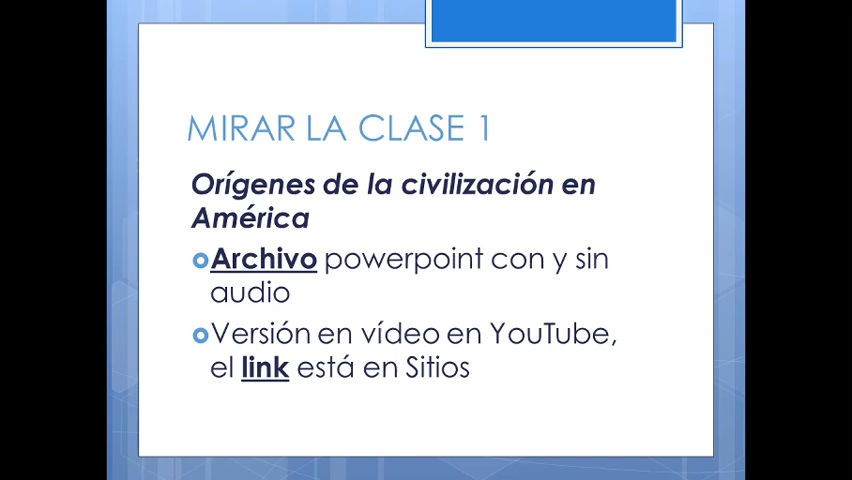 MIRAR LA CLASE 1
Orígenes de la civilización en
América
Archivo powerpoint con y sin
audio
Versión en vídeo en YouTube,
el link está en Sitios